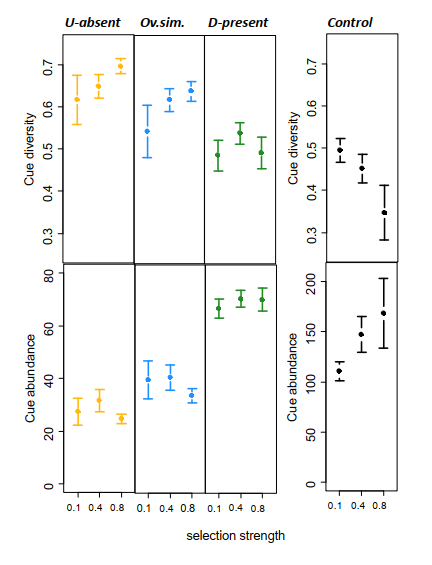 U-absent Ov.sim. D-present Control
Cue diversity
0.7
0.6
0.5
0.4
0.3
Cue diversity
0.7
0.6
0.5
0.4
0.3
Cue abundance
80
60
40
20
0
Cue abundance
200
150
100
50
0
0.1 0.4 0.8 0.1 0.4 0.8 0.1 0.4 0.8 0.1 0.4 0.8
selection strength